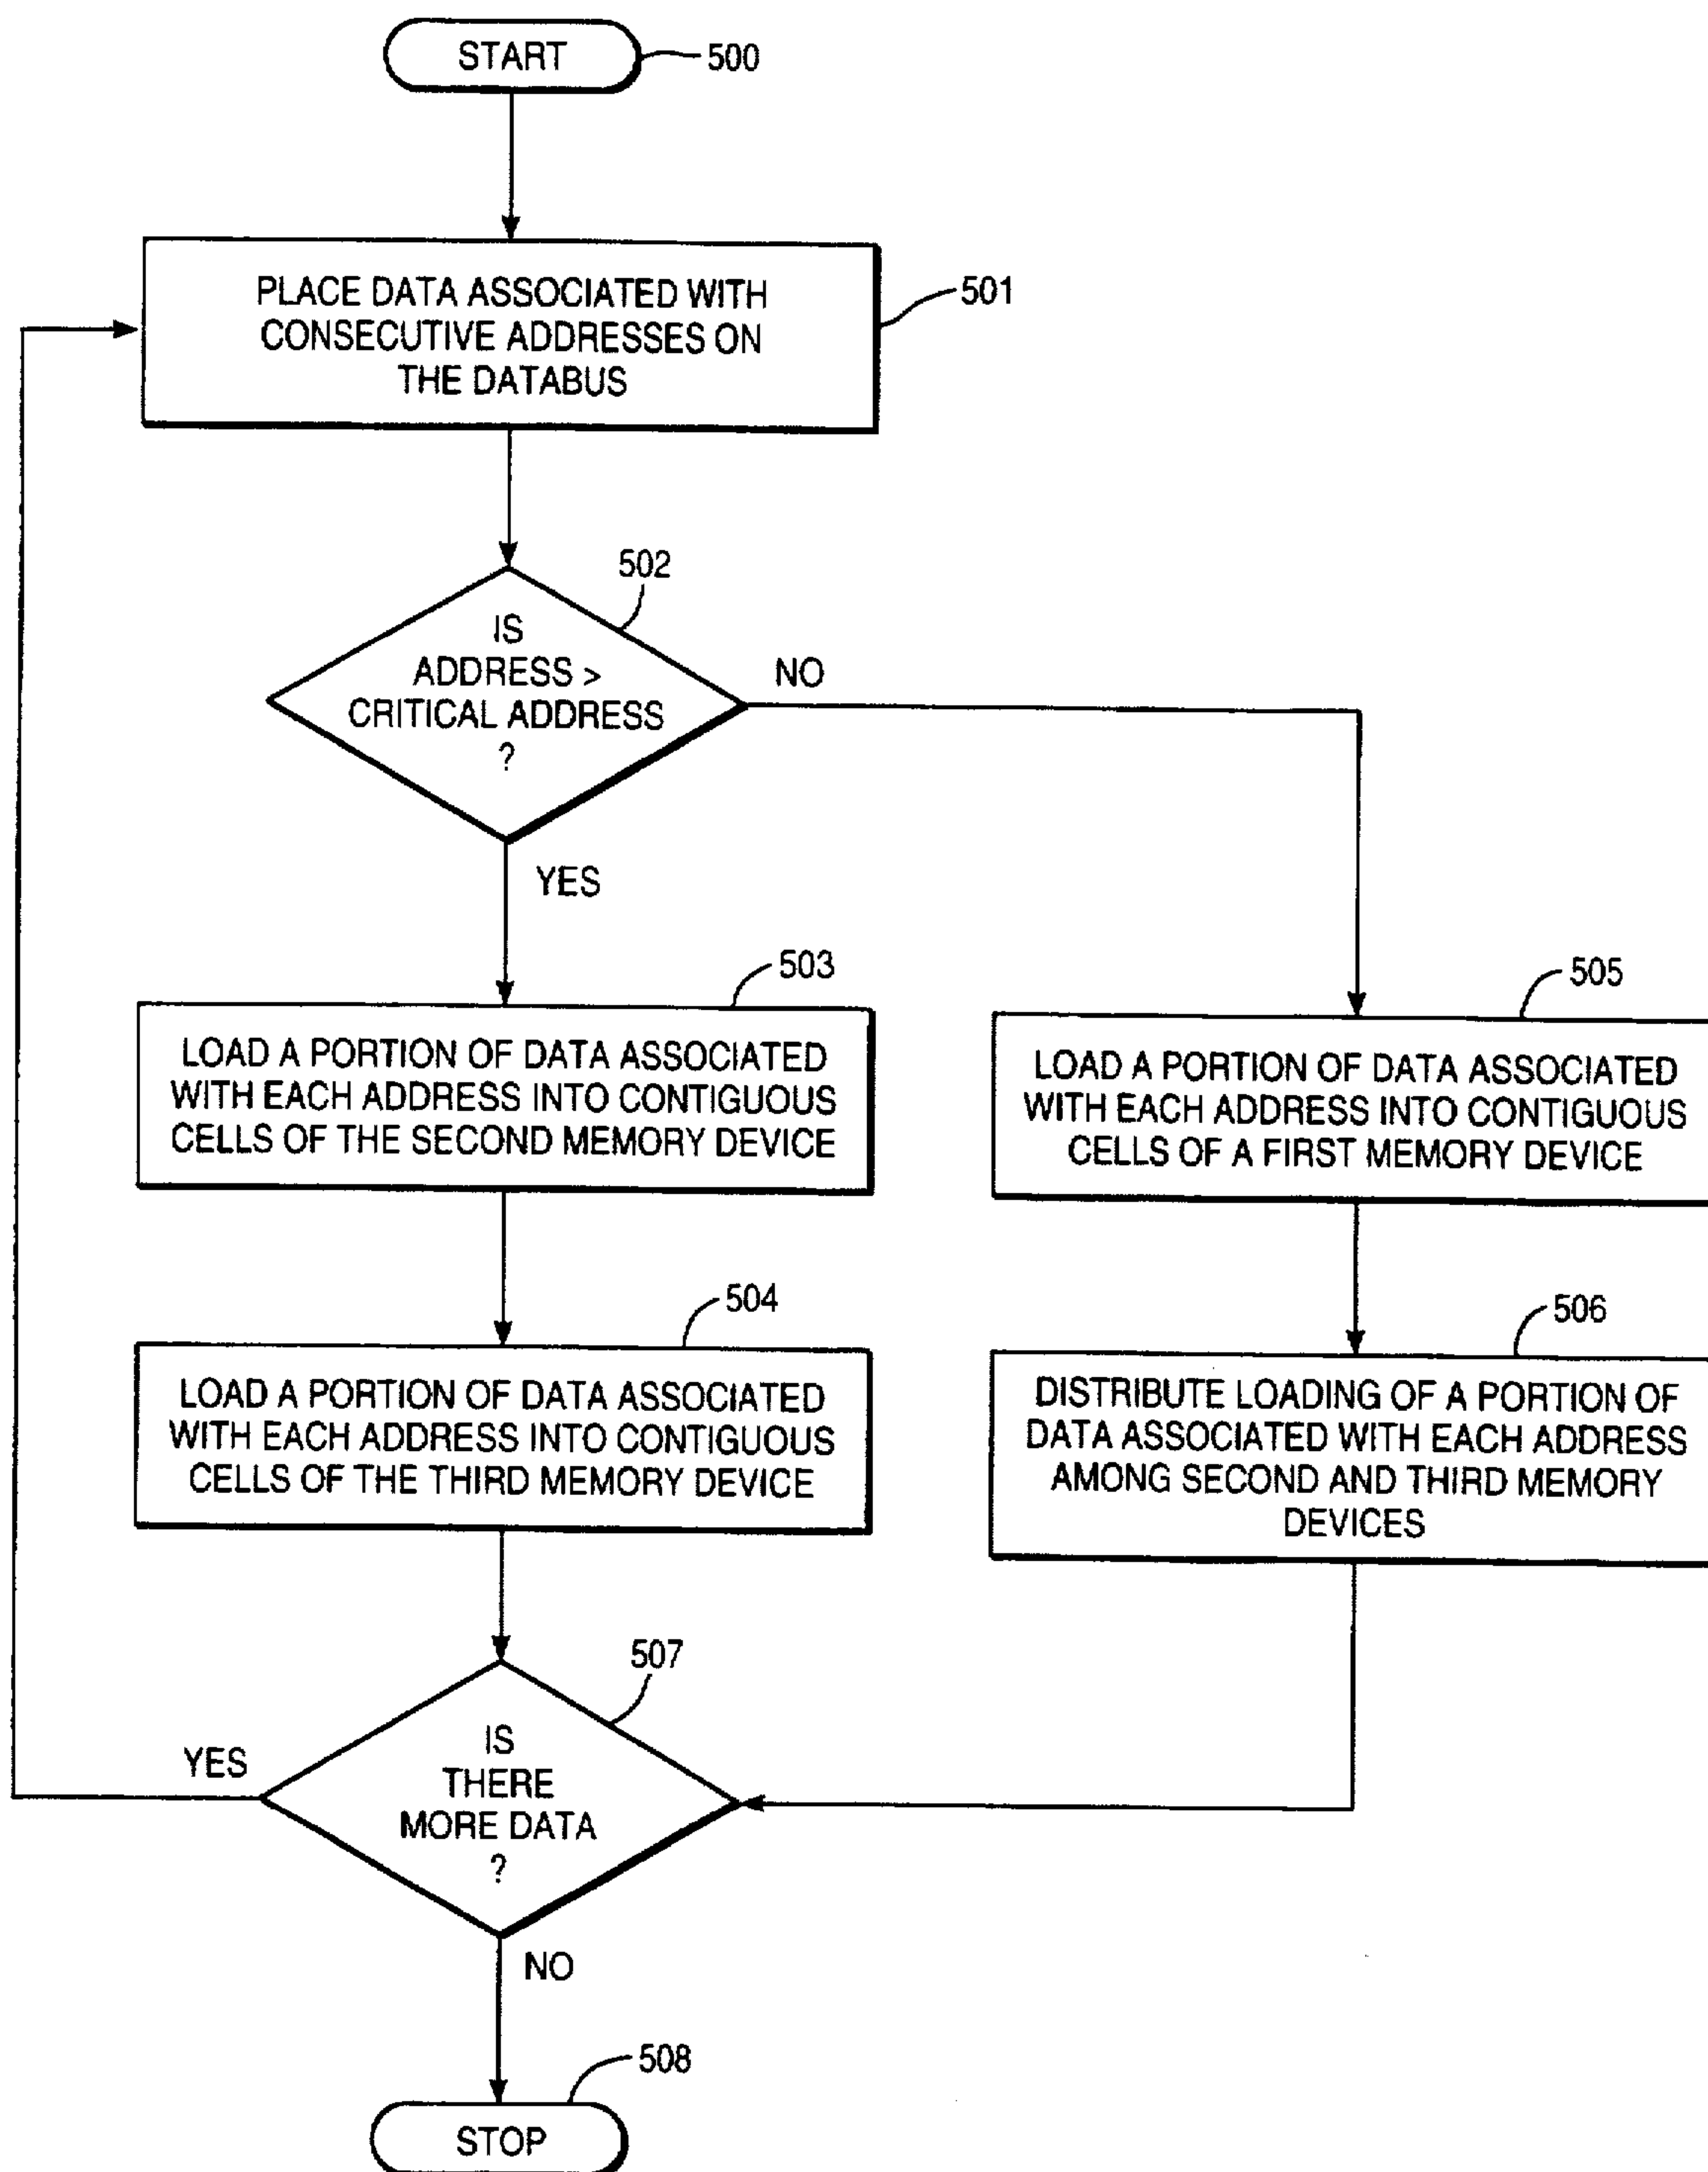 START
500
PLACE DATA ASSOCIATED WITH
CONSECUTIVE ADDRESSES ON
THE DATABUS
501
502
IS
ADDRESS >
CRITICAL ADDRESS
?
NO
YES
503
LOAD A PORTION OF DATA ASSOCIATED
WITH EACH ADDRESS INTO CONTIGUOUS
CELLS OF THE SECOND MEMORY DEVICE
505
LOAD A PORTION OF DATA ASSOCIATED
WITH EACH ADDRESS INTO CONTIGUOUS
CELLS OF A FIRST MEMORY DEVICE
504
LOAD A PORTION OF DATA ASSOCIATED
WITH EACH ADDRESS INTO CONTIGUOUS
CELLS OF THE THIRD MEMORY DEVICE
506
DISTRIBUTE LOADING OF A PORTION OF
DATA ASSOCIATED WITH EACH ADDRESS
AMONG SECOND AND THIRD MEMORY
DEVICES
507
IS
THERE
MORE DATA
?
YES
NO
508
STOP